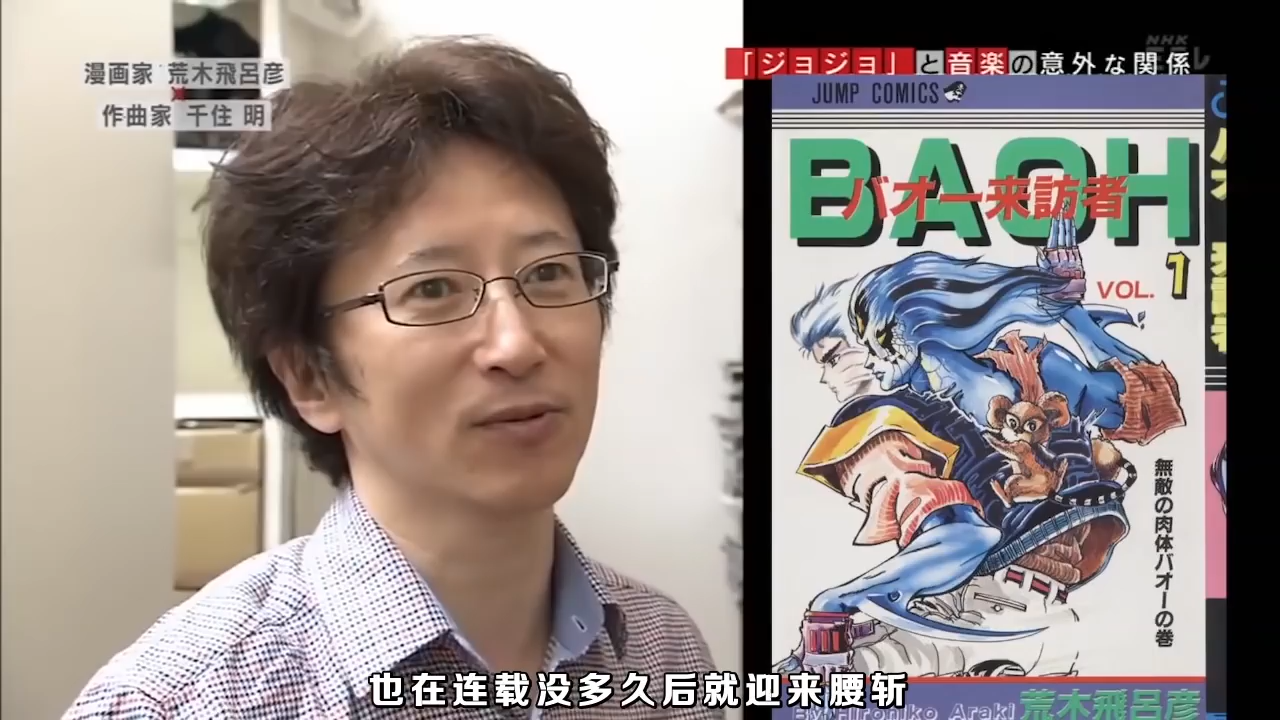 漫画家 荒木飛呂彦
作曲家 千住 明
NHK
「ジョジョ」と音楽の意外な関係
JUMP COMICS
BAOH
バオー来訪者
VOL. 1
無敵の肉体バオーの巻
By Hirohiko Araki 荒木飛呂彦
也在连载没多久后就迎来腰斩